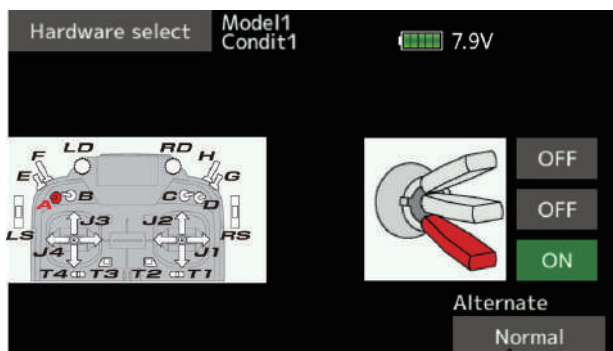 Hardware select
Model1
Condit1
7.9V
LD RD
F H
E G
A B C D
J3 J2
LS J4 J1 RS
T4 T3 T2 T1
OFF
OFF
ON
Alternate
Normal